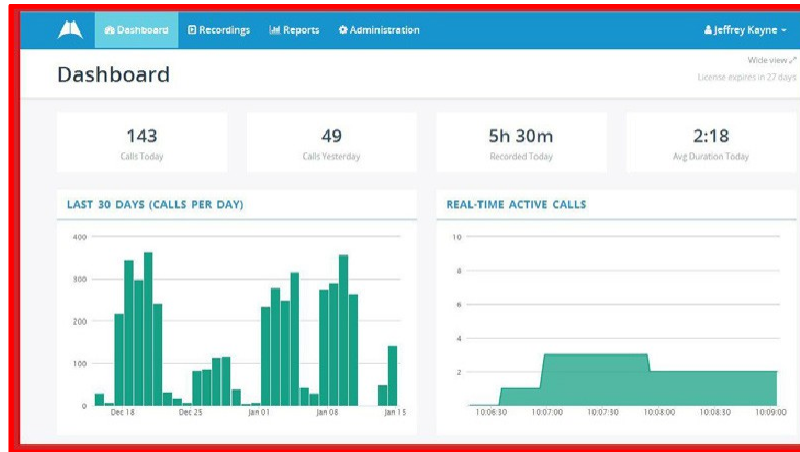 Dashboard Recordings Reports Administration Jeffrey Kayne
Wide view
Dashboard
License expires in 27 days
143 49 5h 30m 2:18
Calls Today Calls Yesterday Recorded Today Avg Duration Today
LAST 30 DAYS (CALLS PER DAY) REAL-TIME ACTIVE CALLS
400
300
200
100
0
Dec 18 Dec 25 Jan 01 Jan 08 Jan 15
10
8
6
4
2
10:06:30 10:07:00 10:07:30 10:08:00 10:08:30 10:09:00